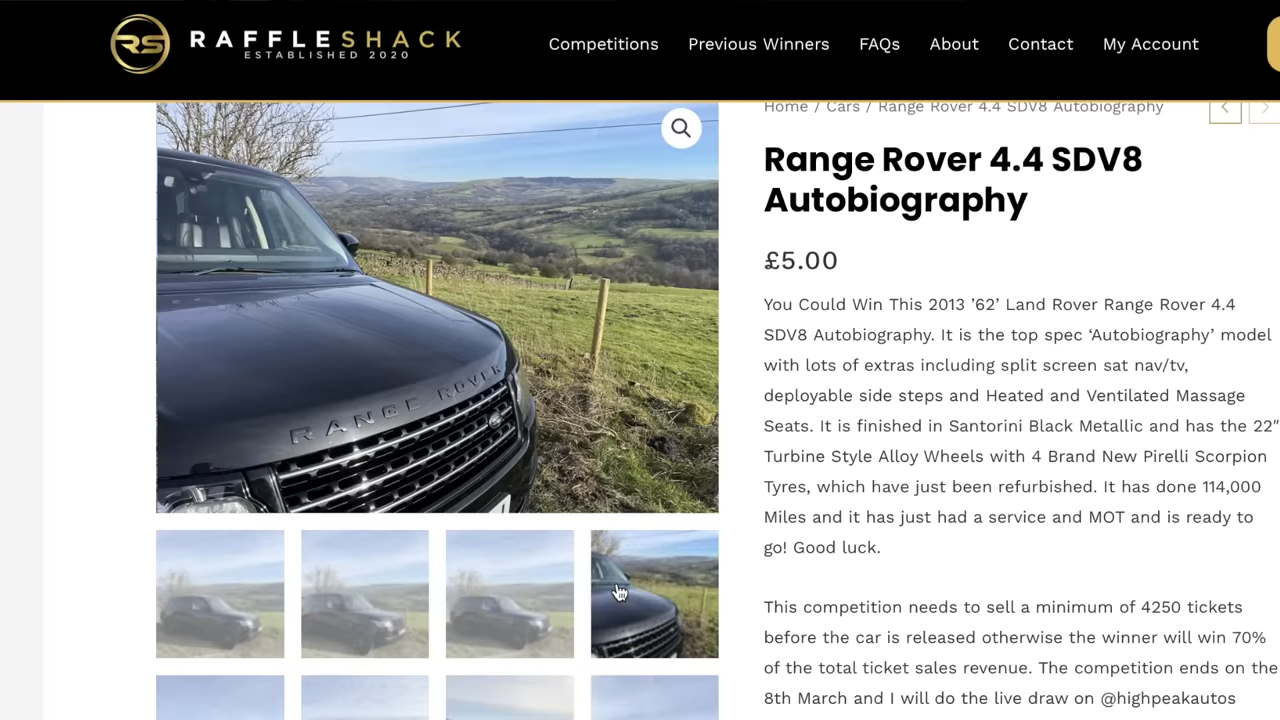 RS RAFFLESHACK
ESTABLISHED 2020
Competitions Previous Winners FAQs About Contact My Account
Home / Cars / Range Rover 4.4 SDV8 Autobiography
Range Rover 4.4 SDV8
Autobiography
£5.00
You Could Win This 2013 ’62’ Land Rover Range Rover 4.4
SDV8 Autobiography. It is the top spec ‘Autobiography’ model
with lots of extras including split screen sat nav/tv,
deployable side steps and Heated and Ventilated Massage
Seats. It is finished in Santorini Black Metallic and has the 22″
Turbine Style Alloy Wheels with 4 Brand New Pirelli Scorpion
Tyres, which have just been refurbished. It has done 114,000
Miles and it has just had a service and MOT and is ready to
go! Good luck.
This competition needs to sell a minimum of 4250 tickets
before the car is released otherwise the winner will win 70%
of the total ticket sales revenue. The competition ends on the
8th March and I will do the live draw on @highpeakautos
RANGE ROVER